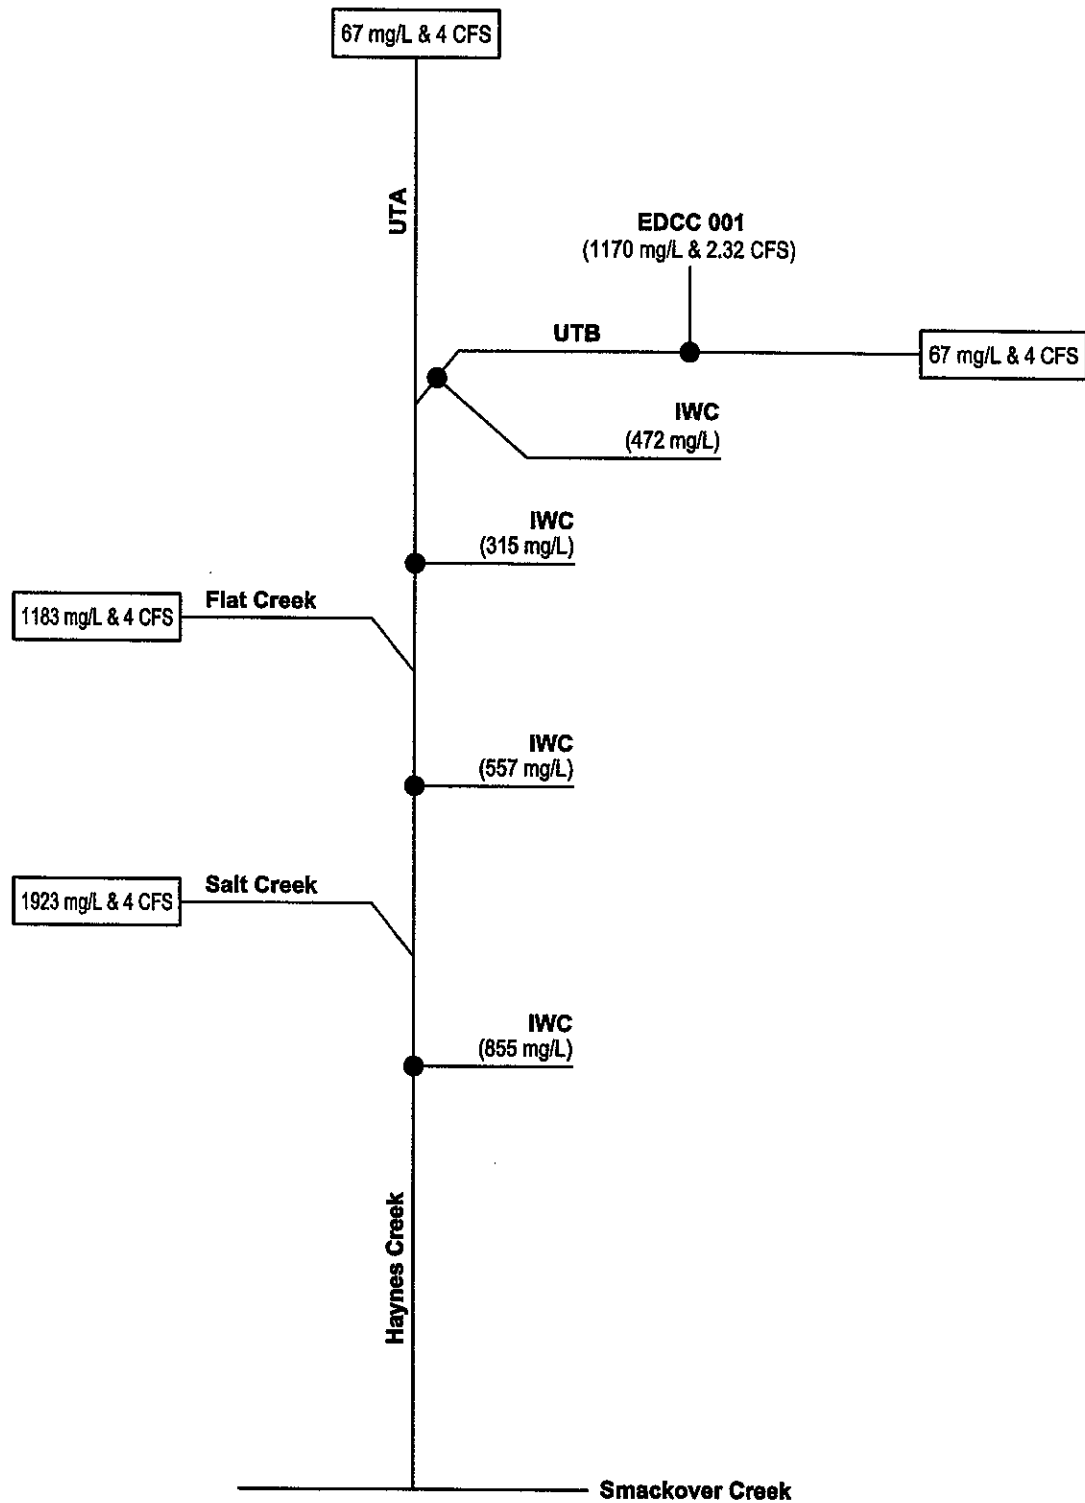 67 mg/L & 4 CFS
UTA
EDCC 001
(1170 mg/L & 2.32 CFS)
UTB
67 mg/L & 4 CFS
IWC
(472 mg/L)
IWC
(315 mg/L)
1183 mg/L & 4 CFS
Flat Creek
IWC
(557 mg/L)
1923 mg/L & 4 CFS
Salt Creek
IWC
(855 mg/L)
Haynes Creek
Smackover Creek